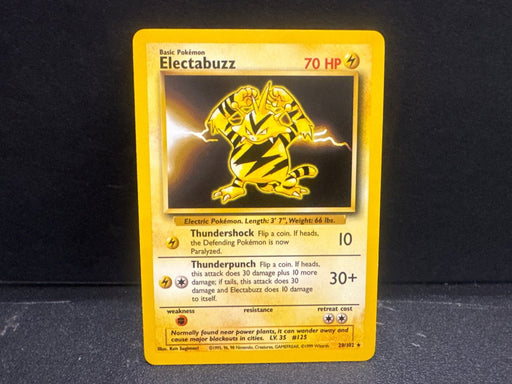 Basic Pokémon
Electabuzz 70 HP
Electric Pokémon. Length: 3' 7", Weight: 66 lbs.
Thundershock Flip a coin. If heads, 10
the Defending Pokémon is now
Paralyzed.
Thunderpunch Flip a coin. If heads,
this attack does 30 damage plus 10 more
damage; if tails, this attack does 30 30+
damage and Electabuzz does 10 damage
to itself.
weakness resistance retreat cost
Normally found near power plants, it can wander away and
cause major blackouts in cities. LV. 35 #125
Illus. Ken Sugimori ©1995, 96, 98 Nintendo, Creatures, GAMEFREAK. ©1999 Wizards. 20/102